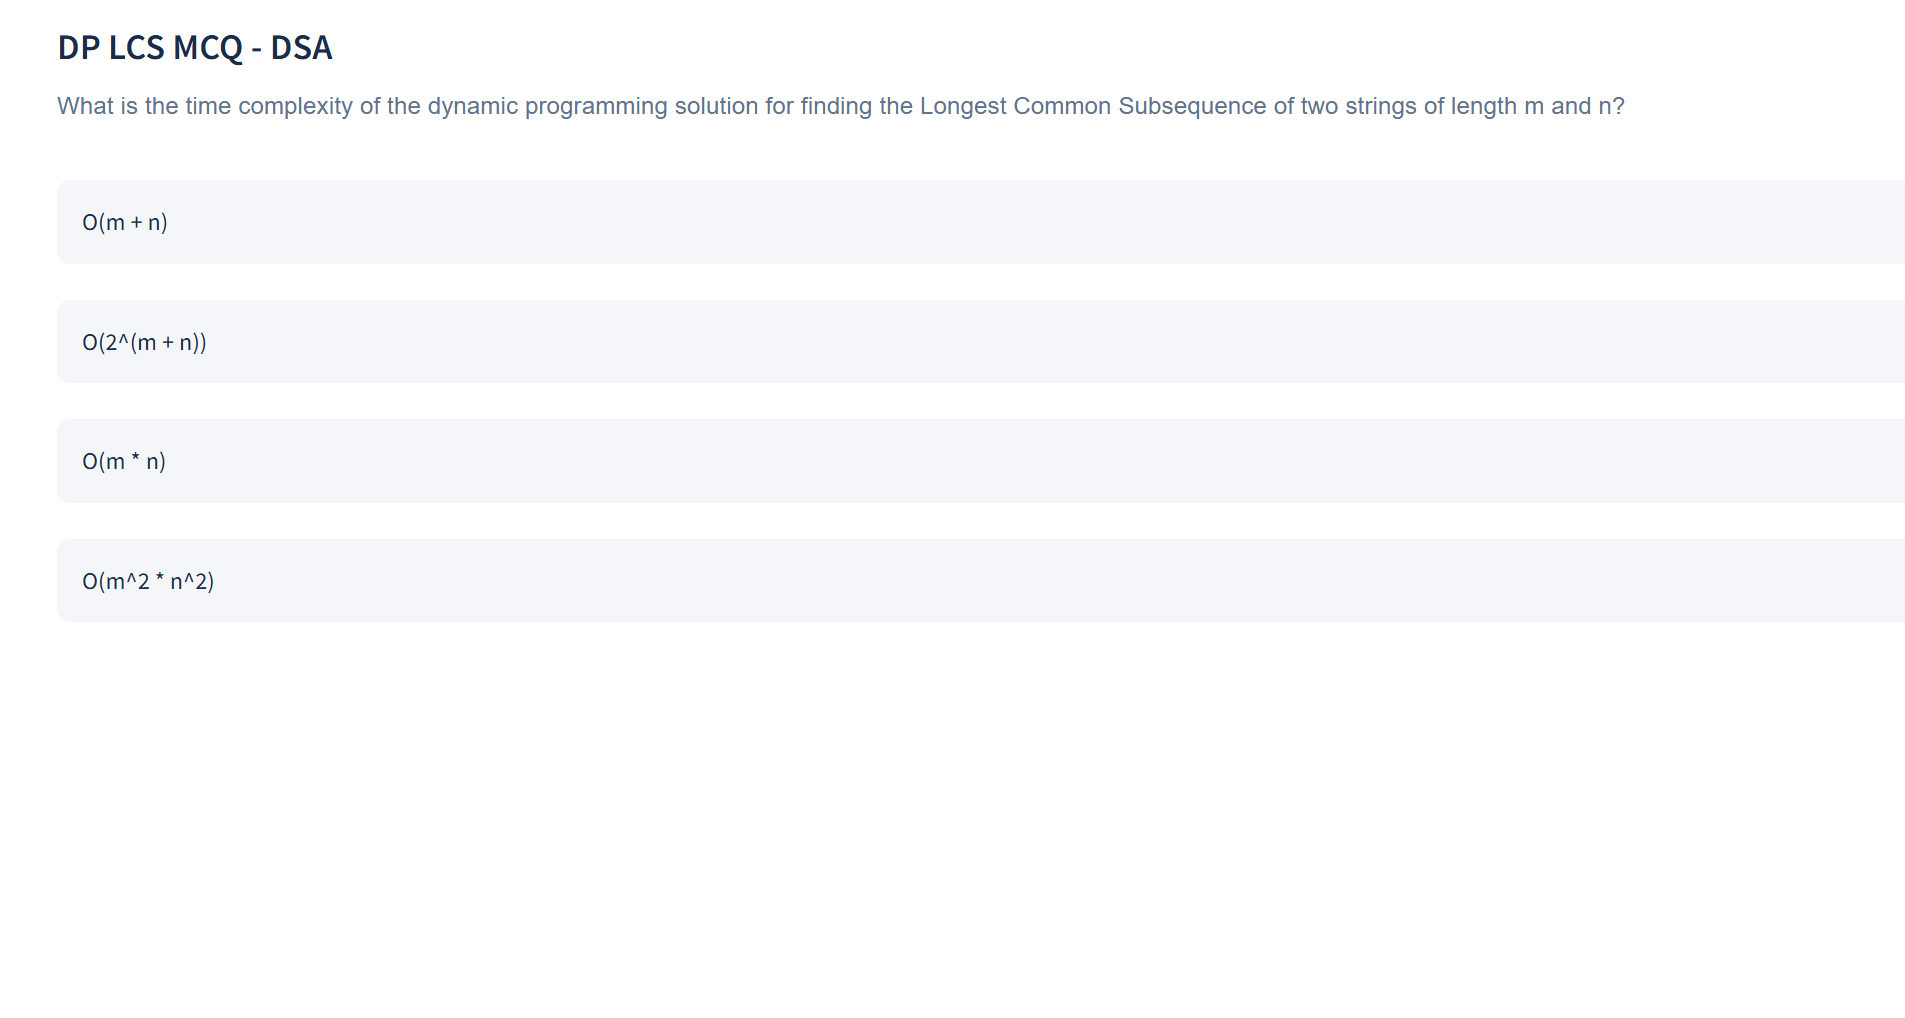 DP LCS MCQ - DSA
What is the time complexity of the dynamic programming solution for finding the Longest Common Subsequence of two strings of length m and n?
O(m + n)
O(2^(m + n))
O(m * n)
O(m^2 * n^2)